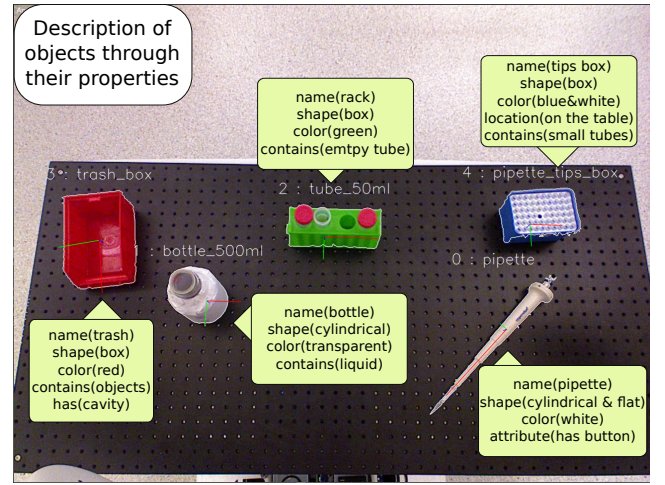 Description of
objects through
their properties
name(rack)
shape(box)
color(green)
contains(emtpy tube)
name(tips box)
shape(box)
color(blue&white)
location(on the table)
contains(small tubes)
3 : trash_box
2 : tube_50ml
4 : pipette_tips_box
: bottle_500ml
0 : pipette
name(trash)
shape(box)
color(red)
contains(objects)
has(cavity)
name(bottle)
shape(cylindrical)
color(transparent)
contains(liquid)
name(pipette)
shape(cylindrical & flat)
color(white)
attribute(has button)